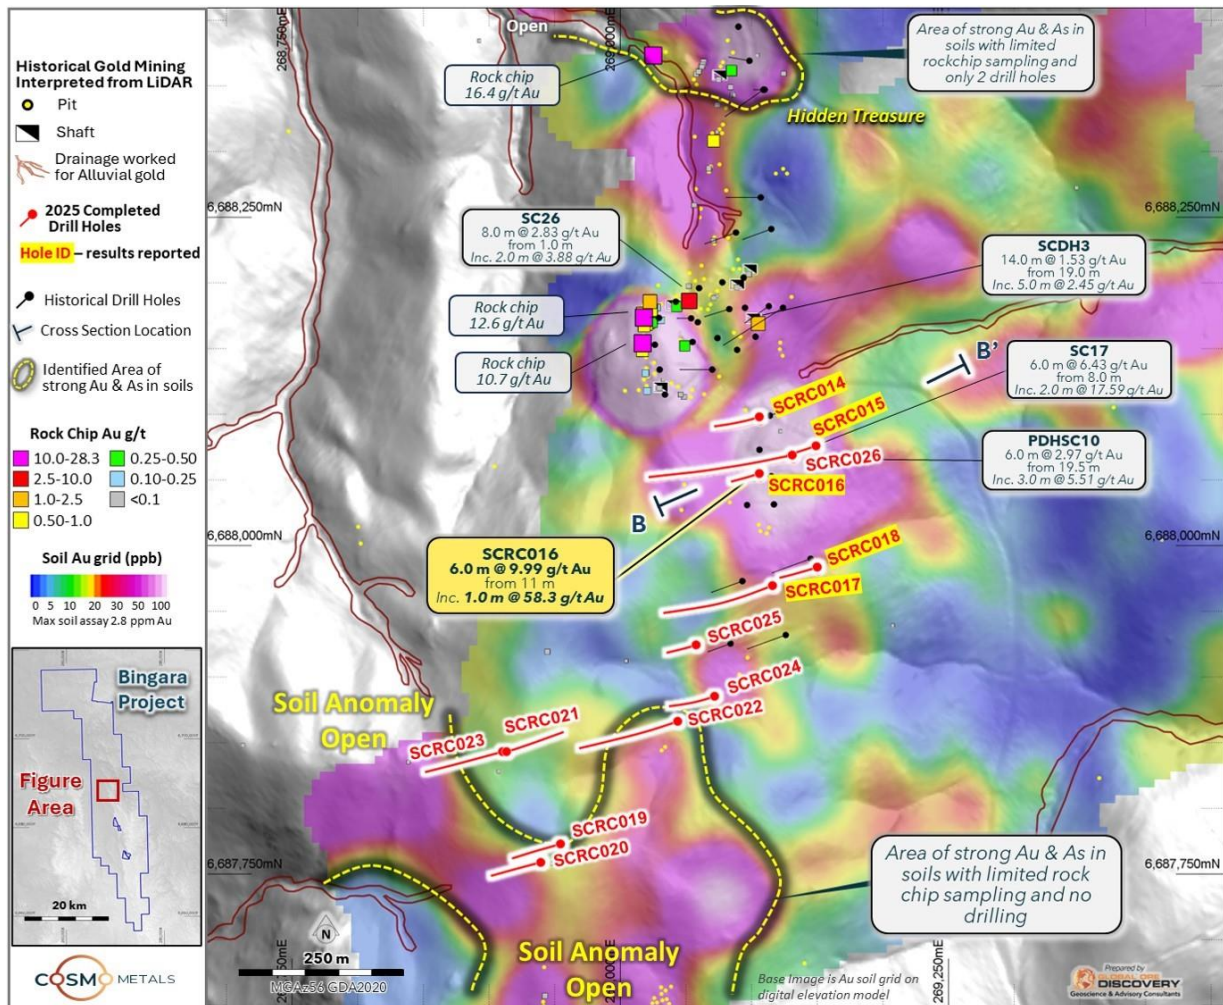 Historical Gold Mining
Interpreted from LiDAR
Pit
Shaft
Drainage worked
for Alluvial gold
2025 Completed
Drill Holes
Hole ID – results reported
Historical Drill Holes
Cross Section Location
Identified Area of
strong Au & As in soils
Rock Chip Au g/t
10.0-28.3
0.25-0.50
2.5-10.0
0.10-0.25
1.0-2.5
<0.1
0.50-1.0
Soil Au grid (ppb)
0 5 10 20 30 50 100
Max soil assay 2.8 ppm Au
Bingara
Project
Figure
Area
20 km
COSMO METALS
268,750mE
Open
269,000mE
Rock chip
16.4 g/t Au
Area of strong Au & As in
soils with limited
rockchip sampling and
only 2 drill holes
Hidden Treasure
6,688,250mN
6,688,250mN
SC26
8.0 m @ 2.83 g/t Au
from 1.0 m
Inc. 2.0 m @ 3.88 g/t Au
SCDH3
14.0 m @ 1.53 g/t Au
from 19.0 m
Inc. 5.0 m @ 2.45 g/t Au
Rock chip
12.6 g/t Au
Rock chip
10.7 g/t Au
B'
SC17
6.0 m @ 6.43 g/t Au
from 8.0 m
Inc. 2.0 m @ 17.59 g/t Au
SCRC014
SCRC015
SCRC026
SCRC016
PDHSC10
6.0 m @ 2.97 g/t Au
from 19.5 m
Inc. 3.0 m @ 5.51 g/t Au
B
6,688,000mN
6,688,000mN
SCRC016
6.0 m @ 9.99 g/t Au
from 11 m
Inc. 1.0 m @ 58.3 g/t Au
SCRC018
SCRC017
SCRC025
SCRC024
SCRC022
Soil Anomaly
Open
SCRC021
SCRC023
SCRC019
SCRC020
6,687,750mN
6,687,750mN
Area of strong Au & As in
soils with limited rock
chip sampling and no
drilling
N
250 m
MGAz56 GDA2020
Soil Anomaly
Open
269,250mE
Base Image is Au soil grid on
digital elevation model
Prepared by
GLOBAL ORE
DISCOVERY
Geoscience & Advisory Consultants